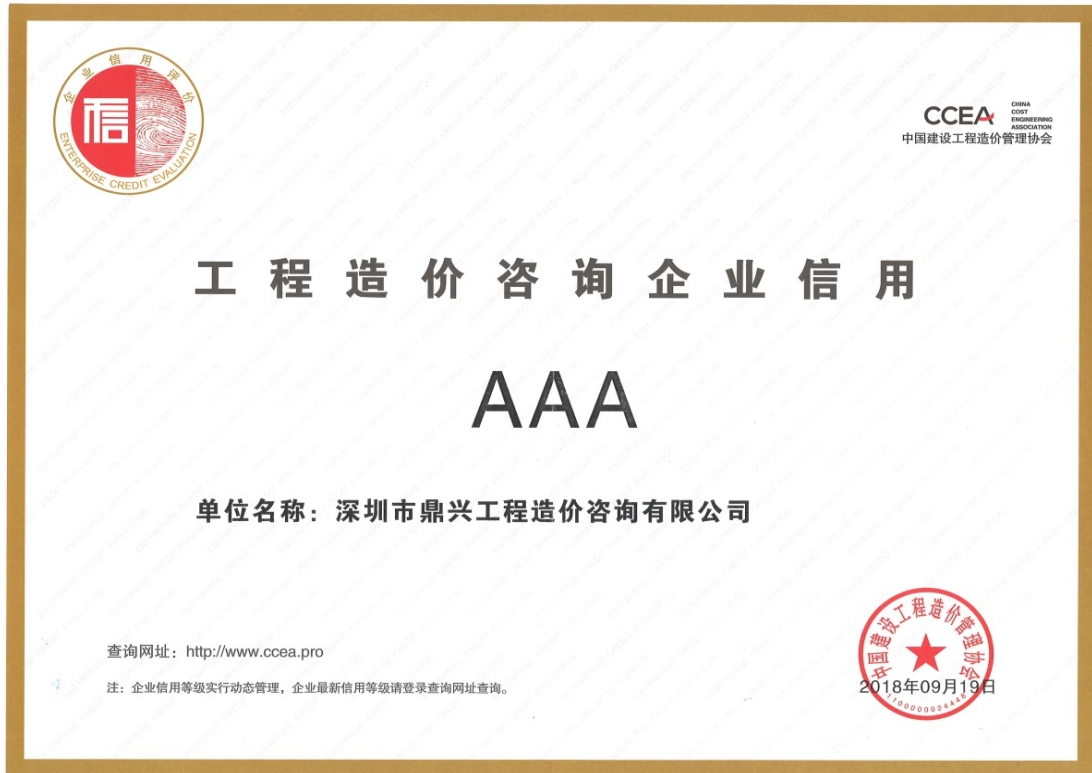 企业信用评价
信
ENTERPRISE CREDIT EVALUATION
CCEA
CHINA
COST
ENGINEERING
ASSOCIATION
中国建设工程造价管理协会
工程造价咨询企业信用
AAA
单位名称：深圳市鼎兴工程造价咨询有限公司
查询网址：http://www.ccea.pro
注：企业信用等级实行动态管理，企业最新信用等级请登录查询网址查询。
中国建设工程造价管理协会
2018年09月19日
1100000024448